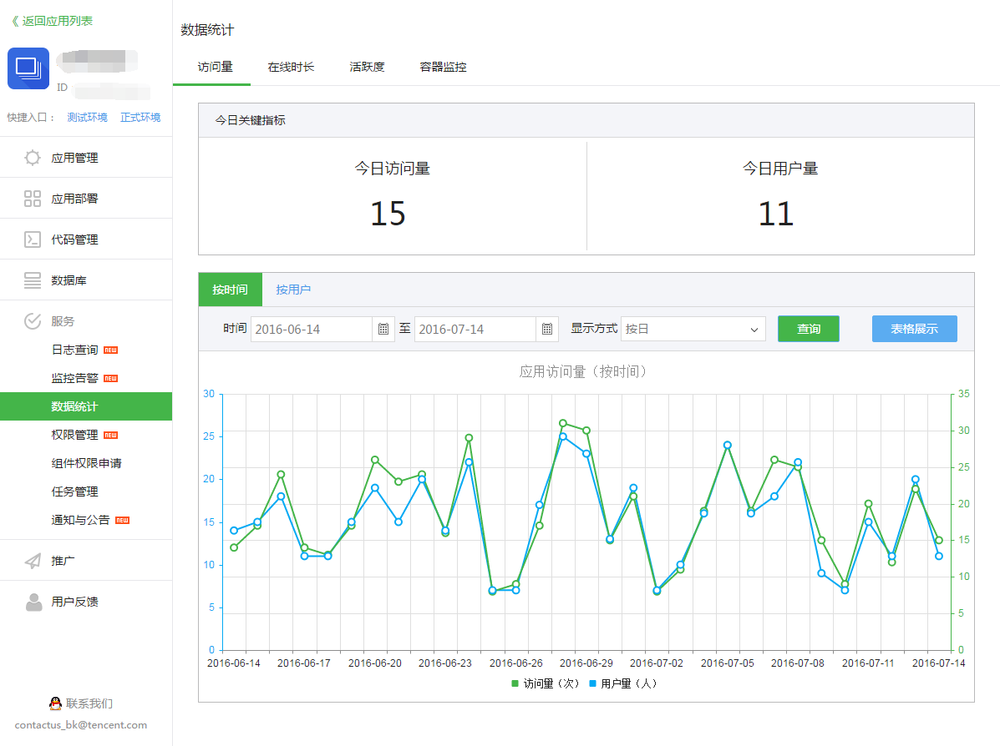 《 返回应用列表
ID
快捷入口： 测试环境 正式环境
应用管理
应用部署
代码管理
数据库
服务
日志查询 NEW
监控告警 NEW
数据统计
权限管理 NEW
组件权限申请
任务管理
通知与公告 NEW
推广
用户反馈
联系我们
contactus_bk@tencent.com
数据统计
访问量 在线时长 活跃度 容器监控
今日关键指标
今日访问量 今日用户量
15 11
按时间 按用户
时间 2016-06-14 至 2016-07-14 显示方式 按日 查询 表格展示
应用访问量（按时间）
30 35
25 30
20 25
15 20
10 15
5 10
0 5
0
2016-06-14 2016-06-17 2016-06-20 2016-06-23 2016-06-26 2016-06-29 2016-07-02 2016-07-05 2016-07-08 2016-07-11 2016-07-14
访问量（次） 用户量（人）